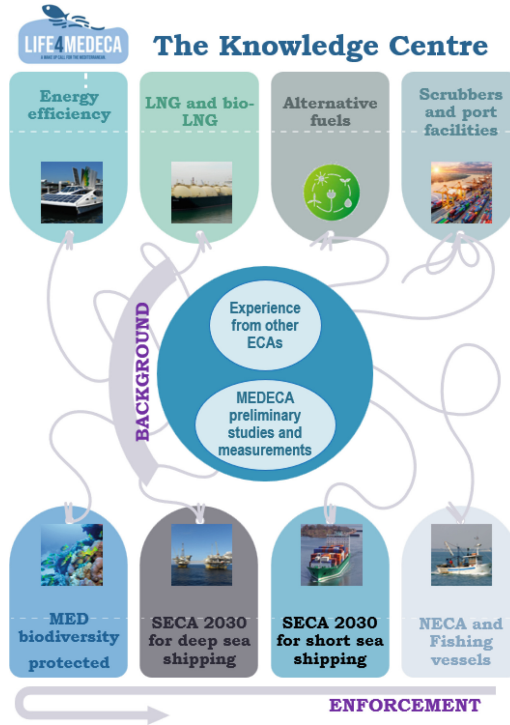 LIFE4MEDECA
A WAKE UP CALL FOR THE MEDITERRANEAN
The Knowledge Centre
Energy
efficiency
LNG and bio-
LNG
Alternative
fuels
Scrubbers
and port
facilities
BACKGROUND
Experience
from other
ECAs
MEDECA
preliminary
studies and
measurements
MED
biodiversity
protected
SECA 2030
for deep sea
shipping
SECA 2030
for short sea
shipping
NECA and
Fishing
vessels
ENFORCEMENT